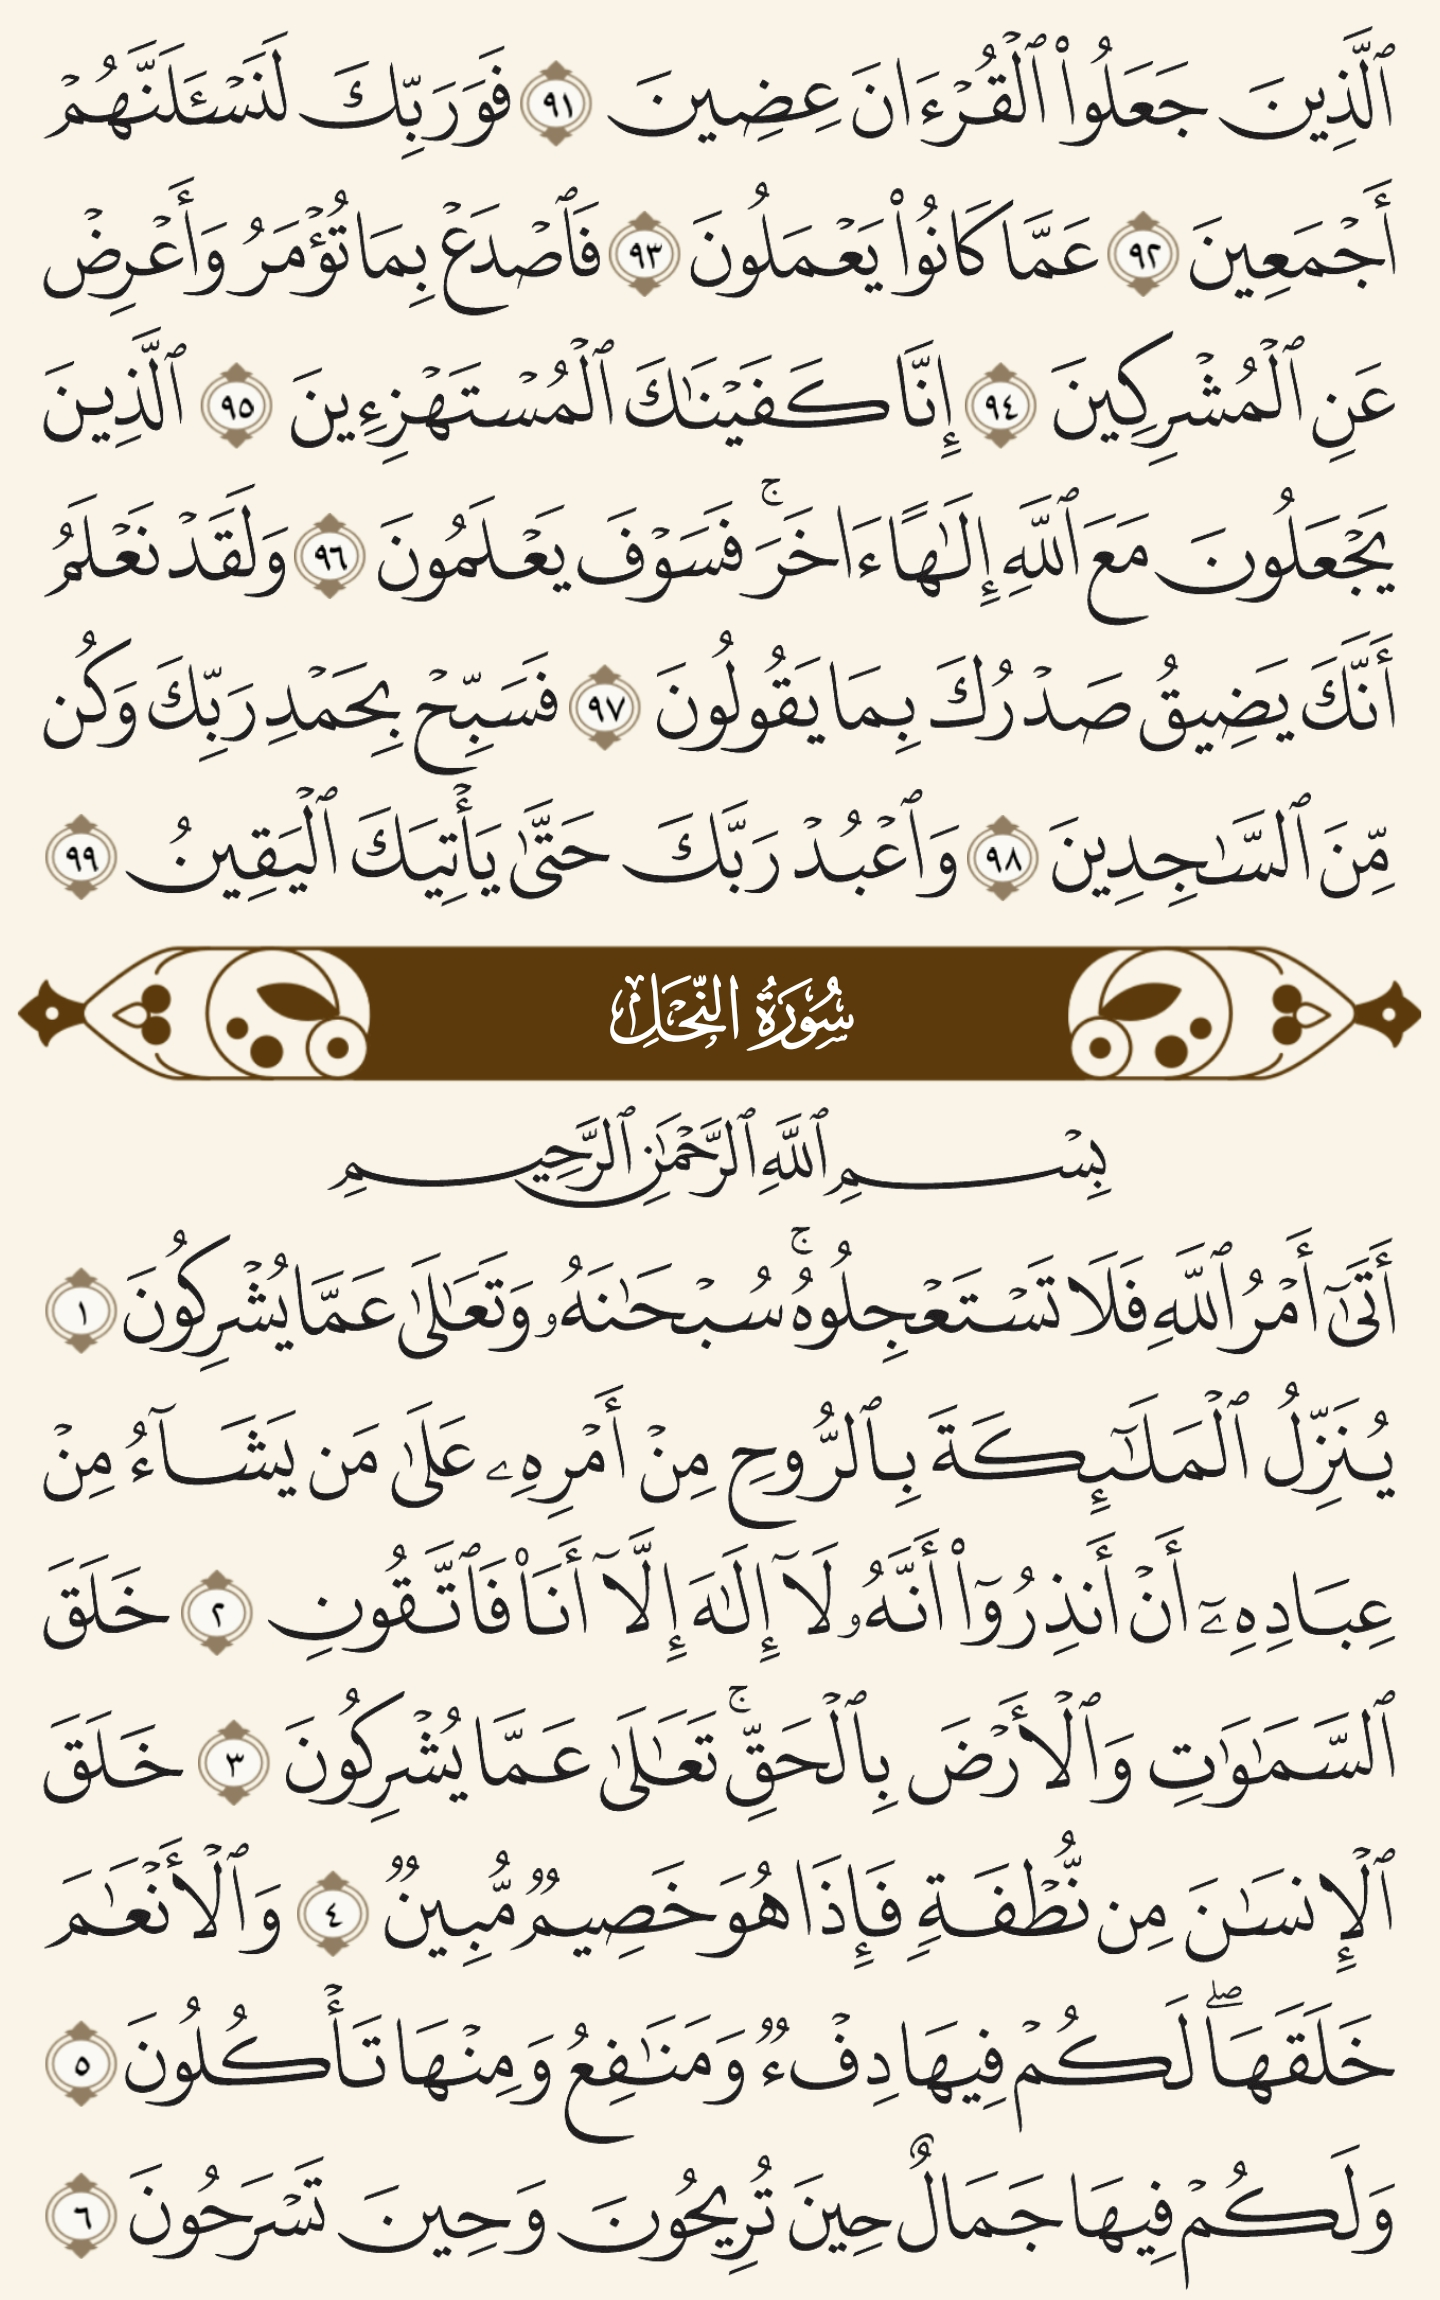 ٱلَّذِينَ جَعَلُوا۟ ٱلْقُرْءَانَ عِضِينَ ٩١ فَوَرَبِّكَ لَنَسْـَٔلَنَّهُمْ
أَجْمَعِينَ ٩٢ عَمَّا كَانُوا۟ يَعْمَلُونَ ٩٣ فَٱصْدَعْ بِمَا تُؤْمَرُ وَأَعْرِضْ
عَنِ ٱلْمُشْرِكِينَ ٩٤ إِنَّا كَفَيْنَـٰكَ ٱلْمُسْتَهْزِءِينَ ٩٥ ٱلَّذِينَ
يَجْعَلُونَ مَعَ ٱللَّهِ إِلَـٰهًا ءَاخَرَ ۚ فَسَوْفَ يَعْلَمُونَ ٩٦ وَلَقَدْ نَعْلَمُ
أَنَّكَ يَضِيقُ صَدْرُكَ بِمَا يَقُولُونَ ٩٧ فَسَبِّحْ بِحَمْدِ رَبِّكَ وَكُن
مِّنَ ٱلسَّـٰجِدِينَ ٩٨ وَٱعْبُدْ رَبَّكَ حَتَّىٰ يَأْتِيَكَ ٱلْيَقِينُ ٩٩
سُورَةُ النَّحْلِ
بِسْمِ ٱللَّهِ ٱلرَّحْمَـٰنِ ٱلرَّحِيمِ
أَتَىٰٓ أَمْرُ ٱللَّهِ فَلَا تَسْتَعْجِلُوهُ ۚ سُبْحَـٰنَهُۥ وَتَعَـٰلَىٰ عَمَّا يُشْرِكُونَ ١
يُنَزِّلُ ٱلْمَلَـٰٓئِكَةَ بِٱلرُّوحِ مِنْ أَمْرِهِۦ عَلَىٰ مَن يَشَآءُ مِنْ
عِبَادِهِۦٓ أَنْ أَنذِرُوٓا۟ أَنَّهُۥ لَآ إِلَـٰهَ إِلَّآ أَنَا۠ فَٱتَّقُونِ ٢ خَلَقَ
ٱلسَّمَـٰوَٰتِ وَٱلْأَرْضَ بِٱلْحَقِّ ۚ تَعَـٰلَىٰ عَمَّا يُشْرِكُونَ ٣ خَلَقَ
ٱلْإِنسَـٰنَ مِن نُّطْفَةٍ فَإِذَا هُوَ خَصِيمٌ مُّبِينٌ ٤ وَٱلْأَنْعَـٰمَ
خَلَقَهَا ۗ لَكُمْ فِيهَا دِفْءٌ وَمَنَـٰفِعُ وَمِنْهَا تَأْكُلُونَ ٥
وَلَكُمْ فِيهَا جَمَالٌ حِينَ تُرِيحُونَ وَحِينَ تَسْرَحُونَ ٦